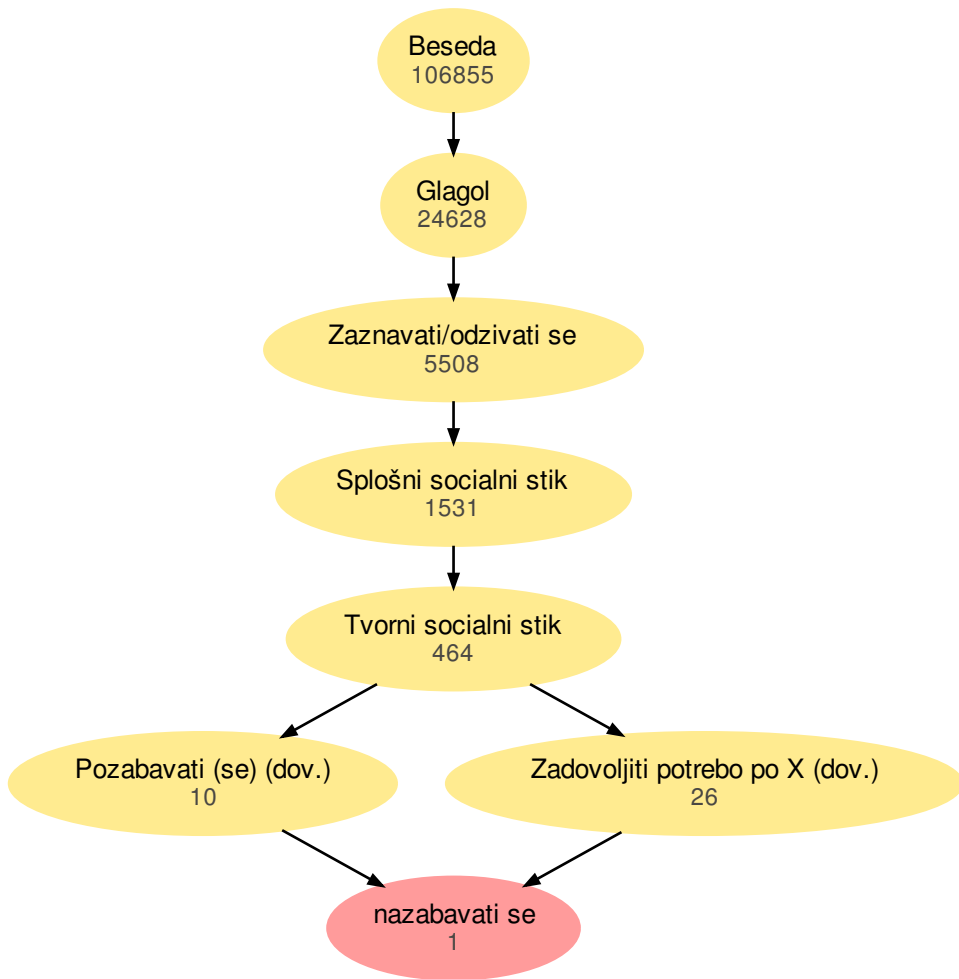 Beseda
106855
Glagol
24628
Zaznavati/odzivati se
5508
Splošni socialni stik
1531
Tvorni socialni stik
464
Pozabavati (se) (dov.)
10
Zadovoljiti potrebo po X (dov.)
26
nazabavati se
1